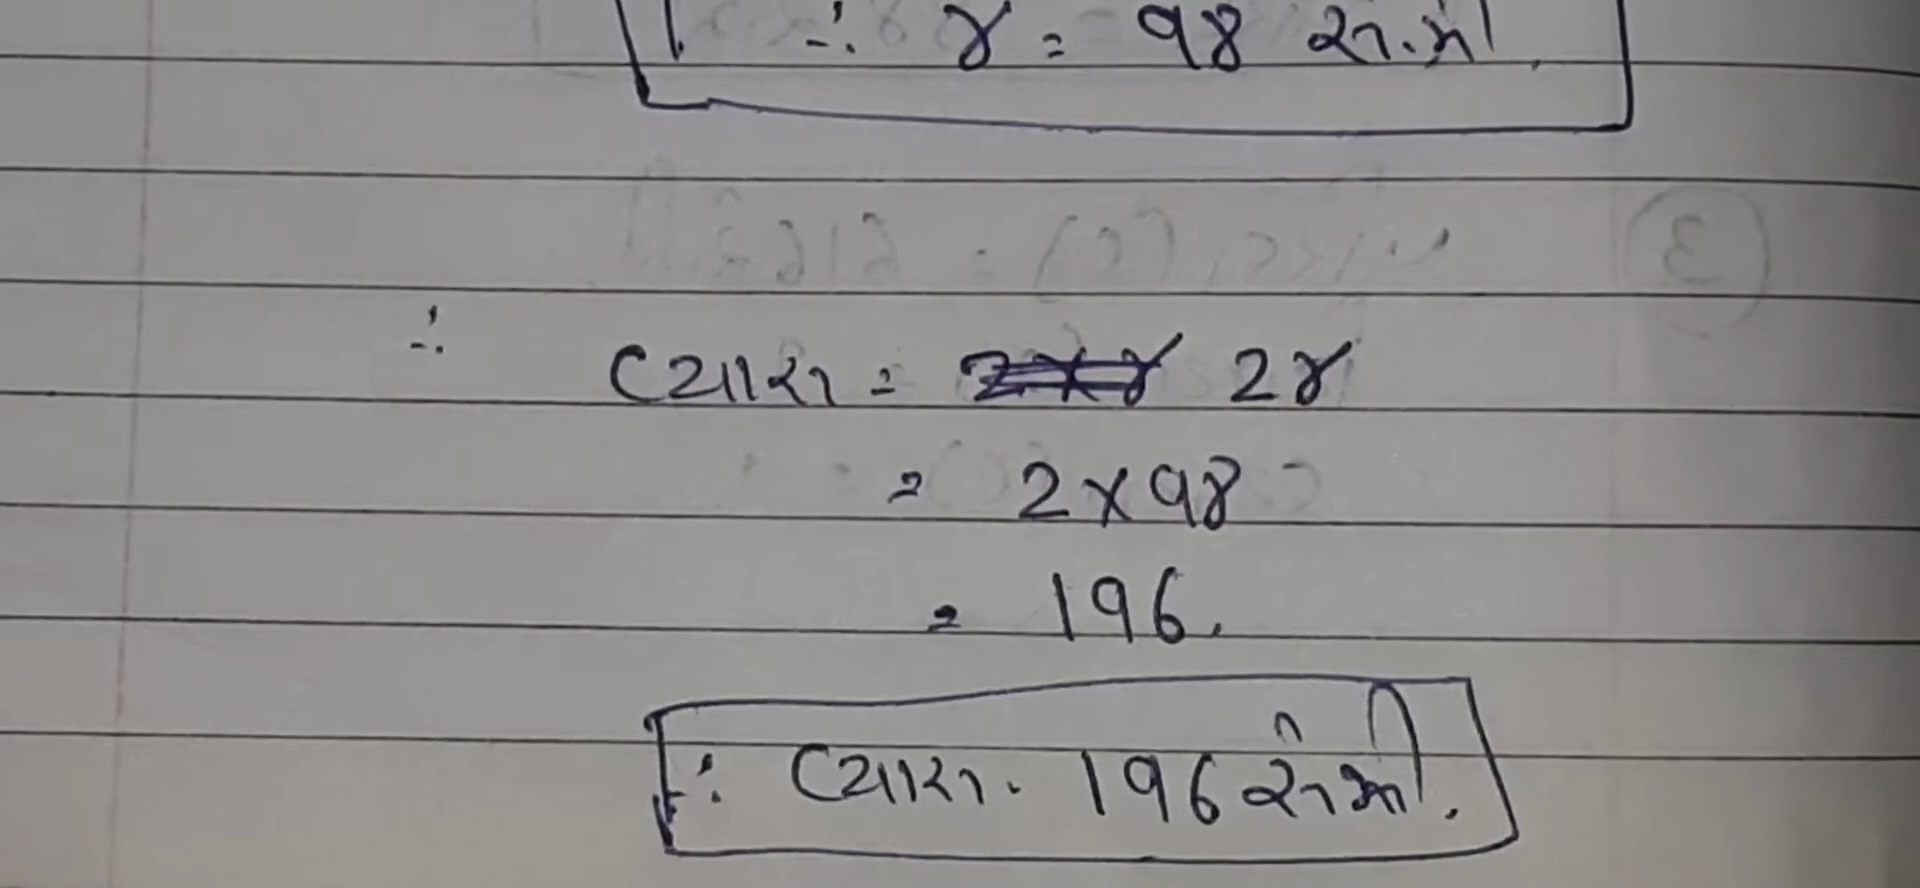 ∴ r = 98 સે.મી.
∴ વ્યાસ = 2r
= 2×98
= 196.
∴ વ્યાસ. 196 સેમી.